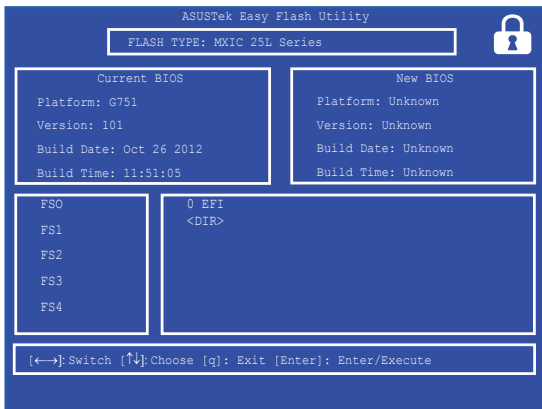 ASUSTek Easy Flash Utility
FLASH TYPE: MXIC 25L Series
Current BIOS
Platform: G751
Version: 101
Build Date: Oct 26 2012
Build Time: 11:51:05
New BIOS
Platform: Unknown
Version: Unknown
Build Date: Unknown
Build Time: Unknown
FSO
FS1
FS2
FS3
FS4
0 EFI
<DIR>
[←→]: Switch [↑↓]: Choose [q]: Exit [Enter]: Enter/Execute